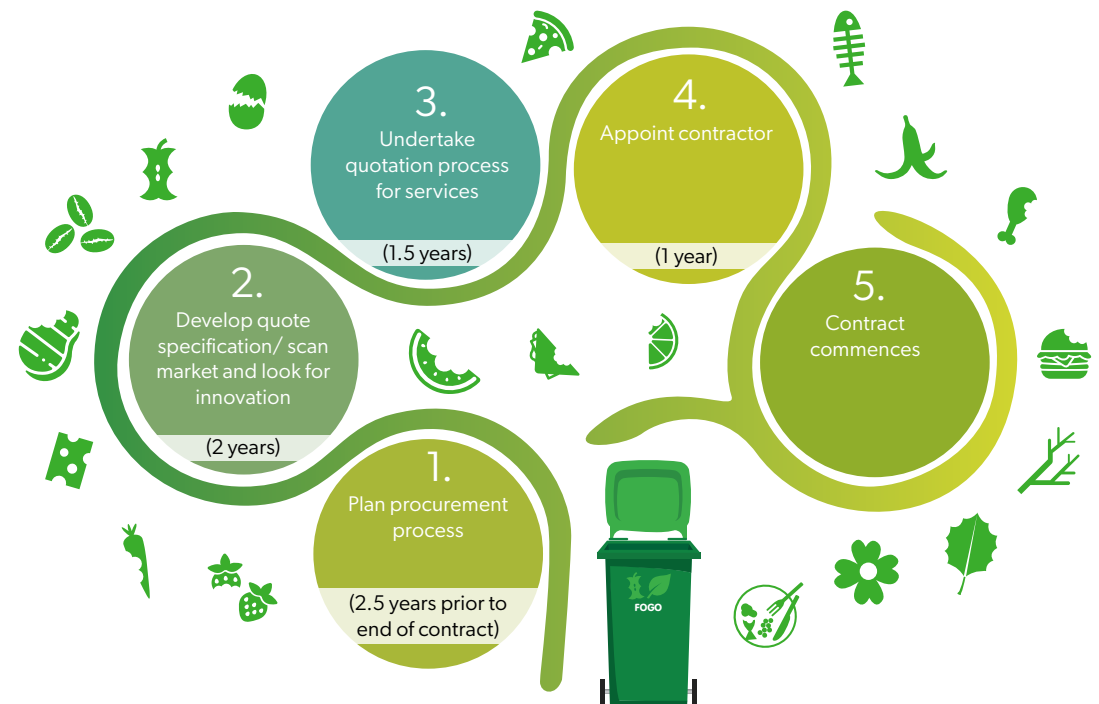 1.
Plan procurement
process
(2.5 years prior to
end of contract)
2.
Develop quote
specification/ scan
market and look for
innovation
(2 years)
3.
Undertake
quotation process
for services
(1.5 years)
4.
Appoint contractor
(1 year)
5.
Contract
commences
FOGO